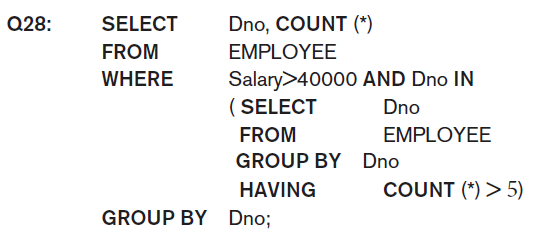 Q28: SELECT Dno, COUNT (*)
FROM EMPLOYEE
WHERE Salary>40000 AND Dno IN
( SELECT Dno
FROM EMPLOYEE
GROUP BY Dno
HAVING COUNT (*) > 5)
GROUP BY Dno;